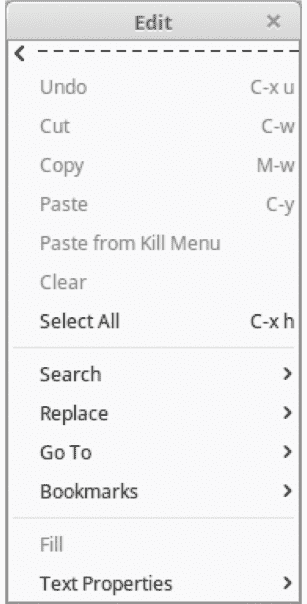 Edit
Undo C-x u
Cut C-w
Copy M-w
Paste C-y
Paste from Kill Menu
Clear
Select All C-x h
Search
Replace
Go To
Bookmarks
Fill
Text Properties